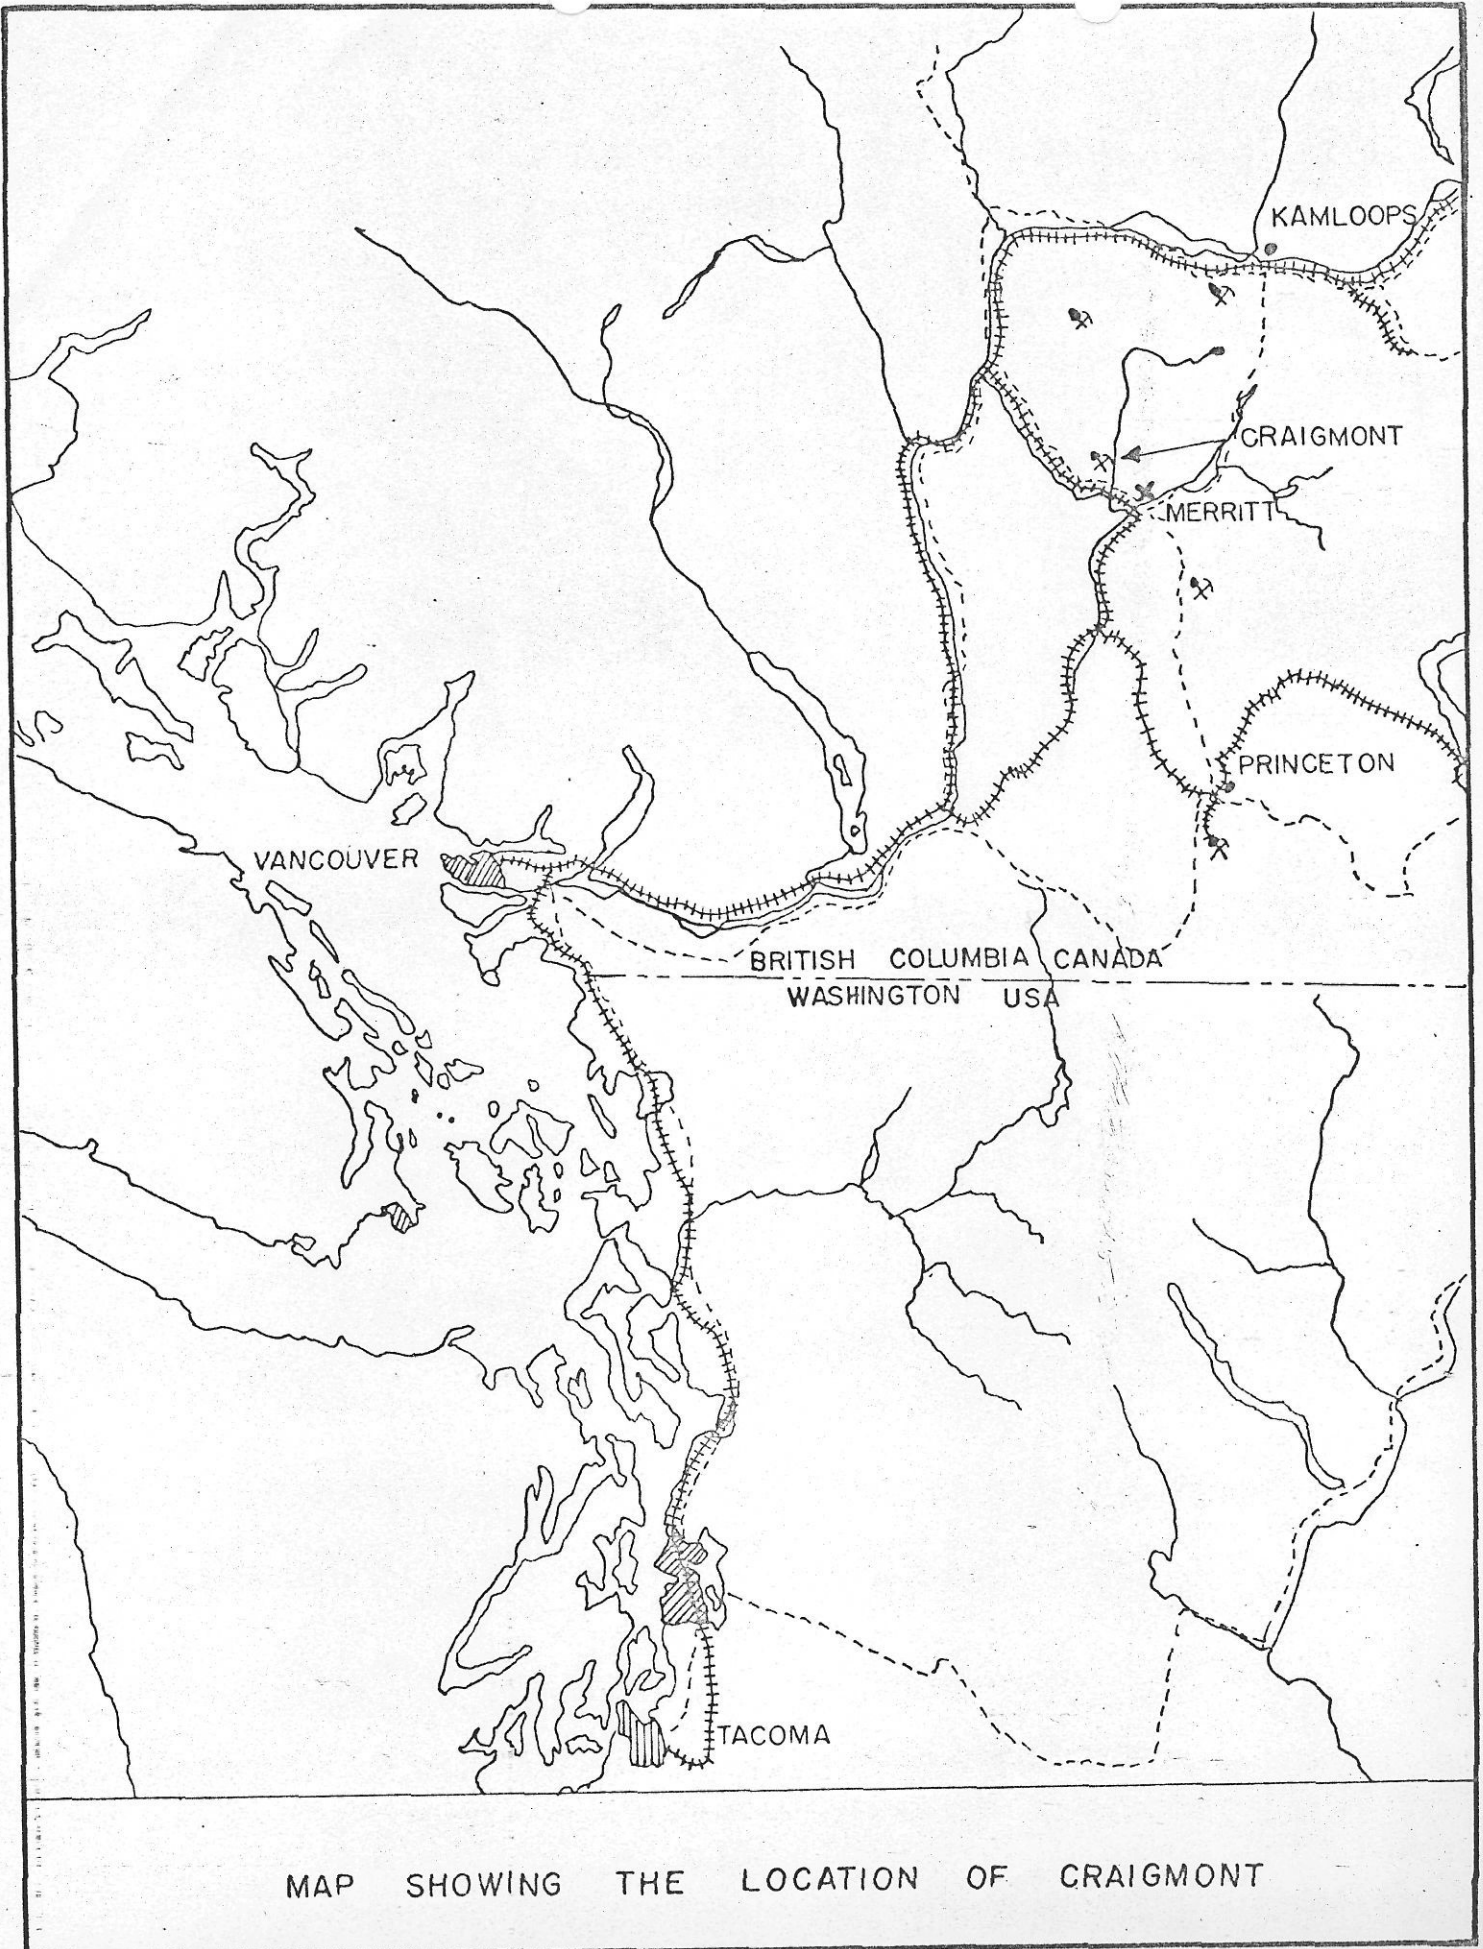 KAMLOOPS
CRAIGMONT
MERRITT
PRINCETON
VANCOUVER
BRITISH COLUMBIA CANADA
WASHINGTON USA
TACOMA
MAP SHOWING THE LOCATION OF CRAIGMONT